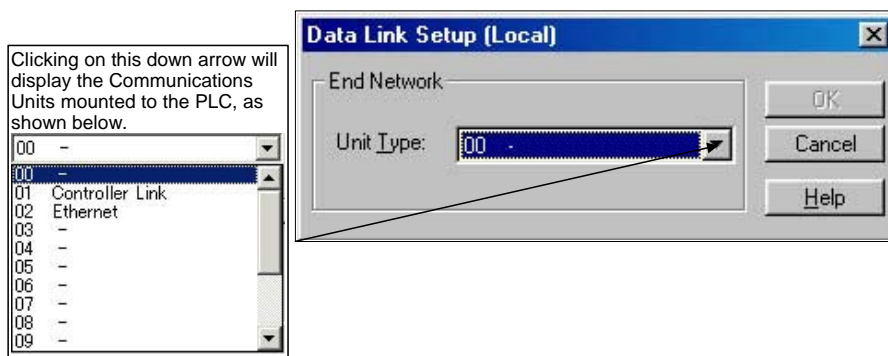 Clicking on this down arrow will
display the Communications
Units mounted to the PLC, as
shown below.
00 -
00 -
01 Controller Link
02 Ethernet
03 -
04 -
05 -
06 -
07 -
08 -
09 -
Data Link Setup (Local)
End Network
Unit Type:
00 -
OK
Cancel
Help